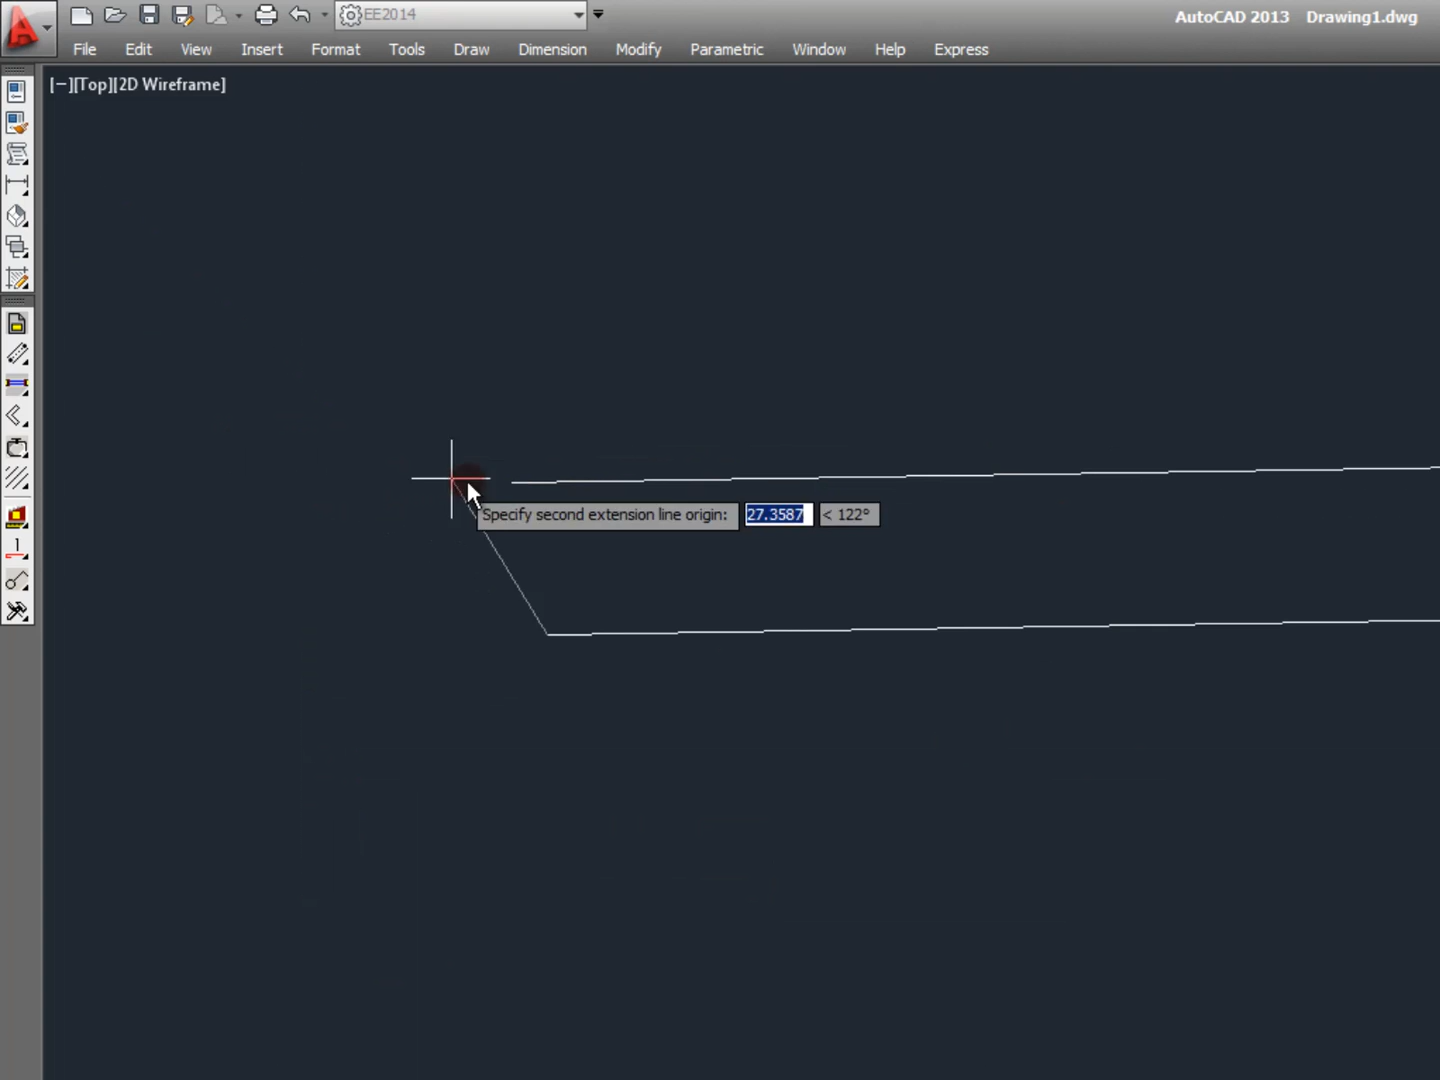 EE2014
AutoCAD 2013 Drawing1.dwg
File Edit View Insert Format Tools Draw Dimension Modify Parametric Window Help Express
[−][Top][2D Wireframe]
Specify second extension line origin: 27.3587 < 122°